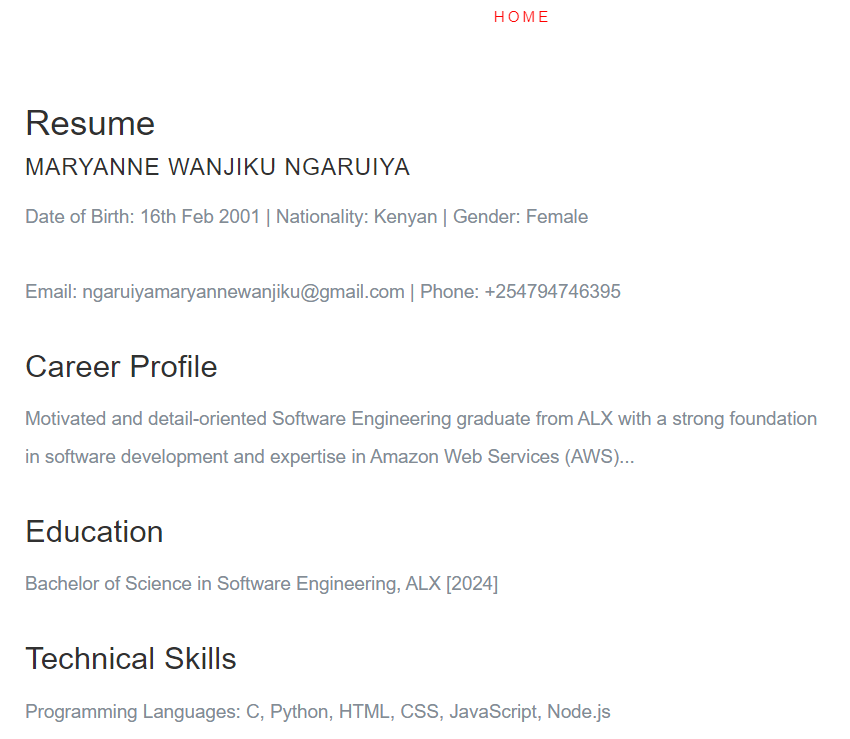 HOME
Resume
MARYANNE WANJIKU NGARUIYA
Date of Birth: 16th Feb 2001 | Nationality: Kenyan | Gender: Female
Email: ngaruiyamaryannewanjiku@gmail.com | Phone: +254794746395
Career Profile
Motivated and detail-oriented Software Engineering graduate from ALX with a strong foundation
in software development and expertise in Amazon Web Services (AWS)...
Education
Bachelor of Science in Software Engineering, ALX [2024]
Technical Skills
Programming Languages: C, Python, HTML, CSS, JavaScript, Node.js